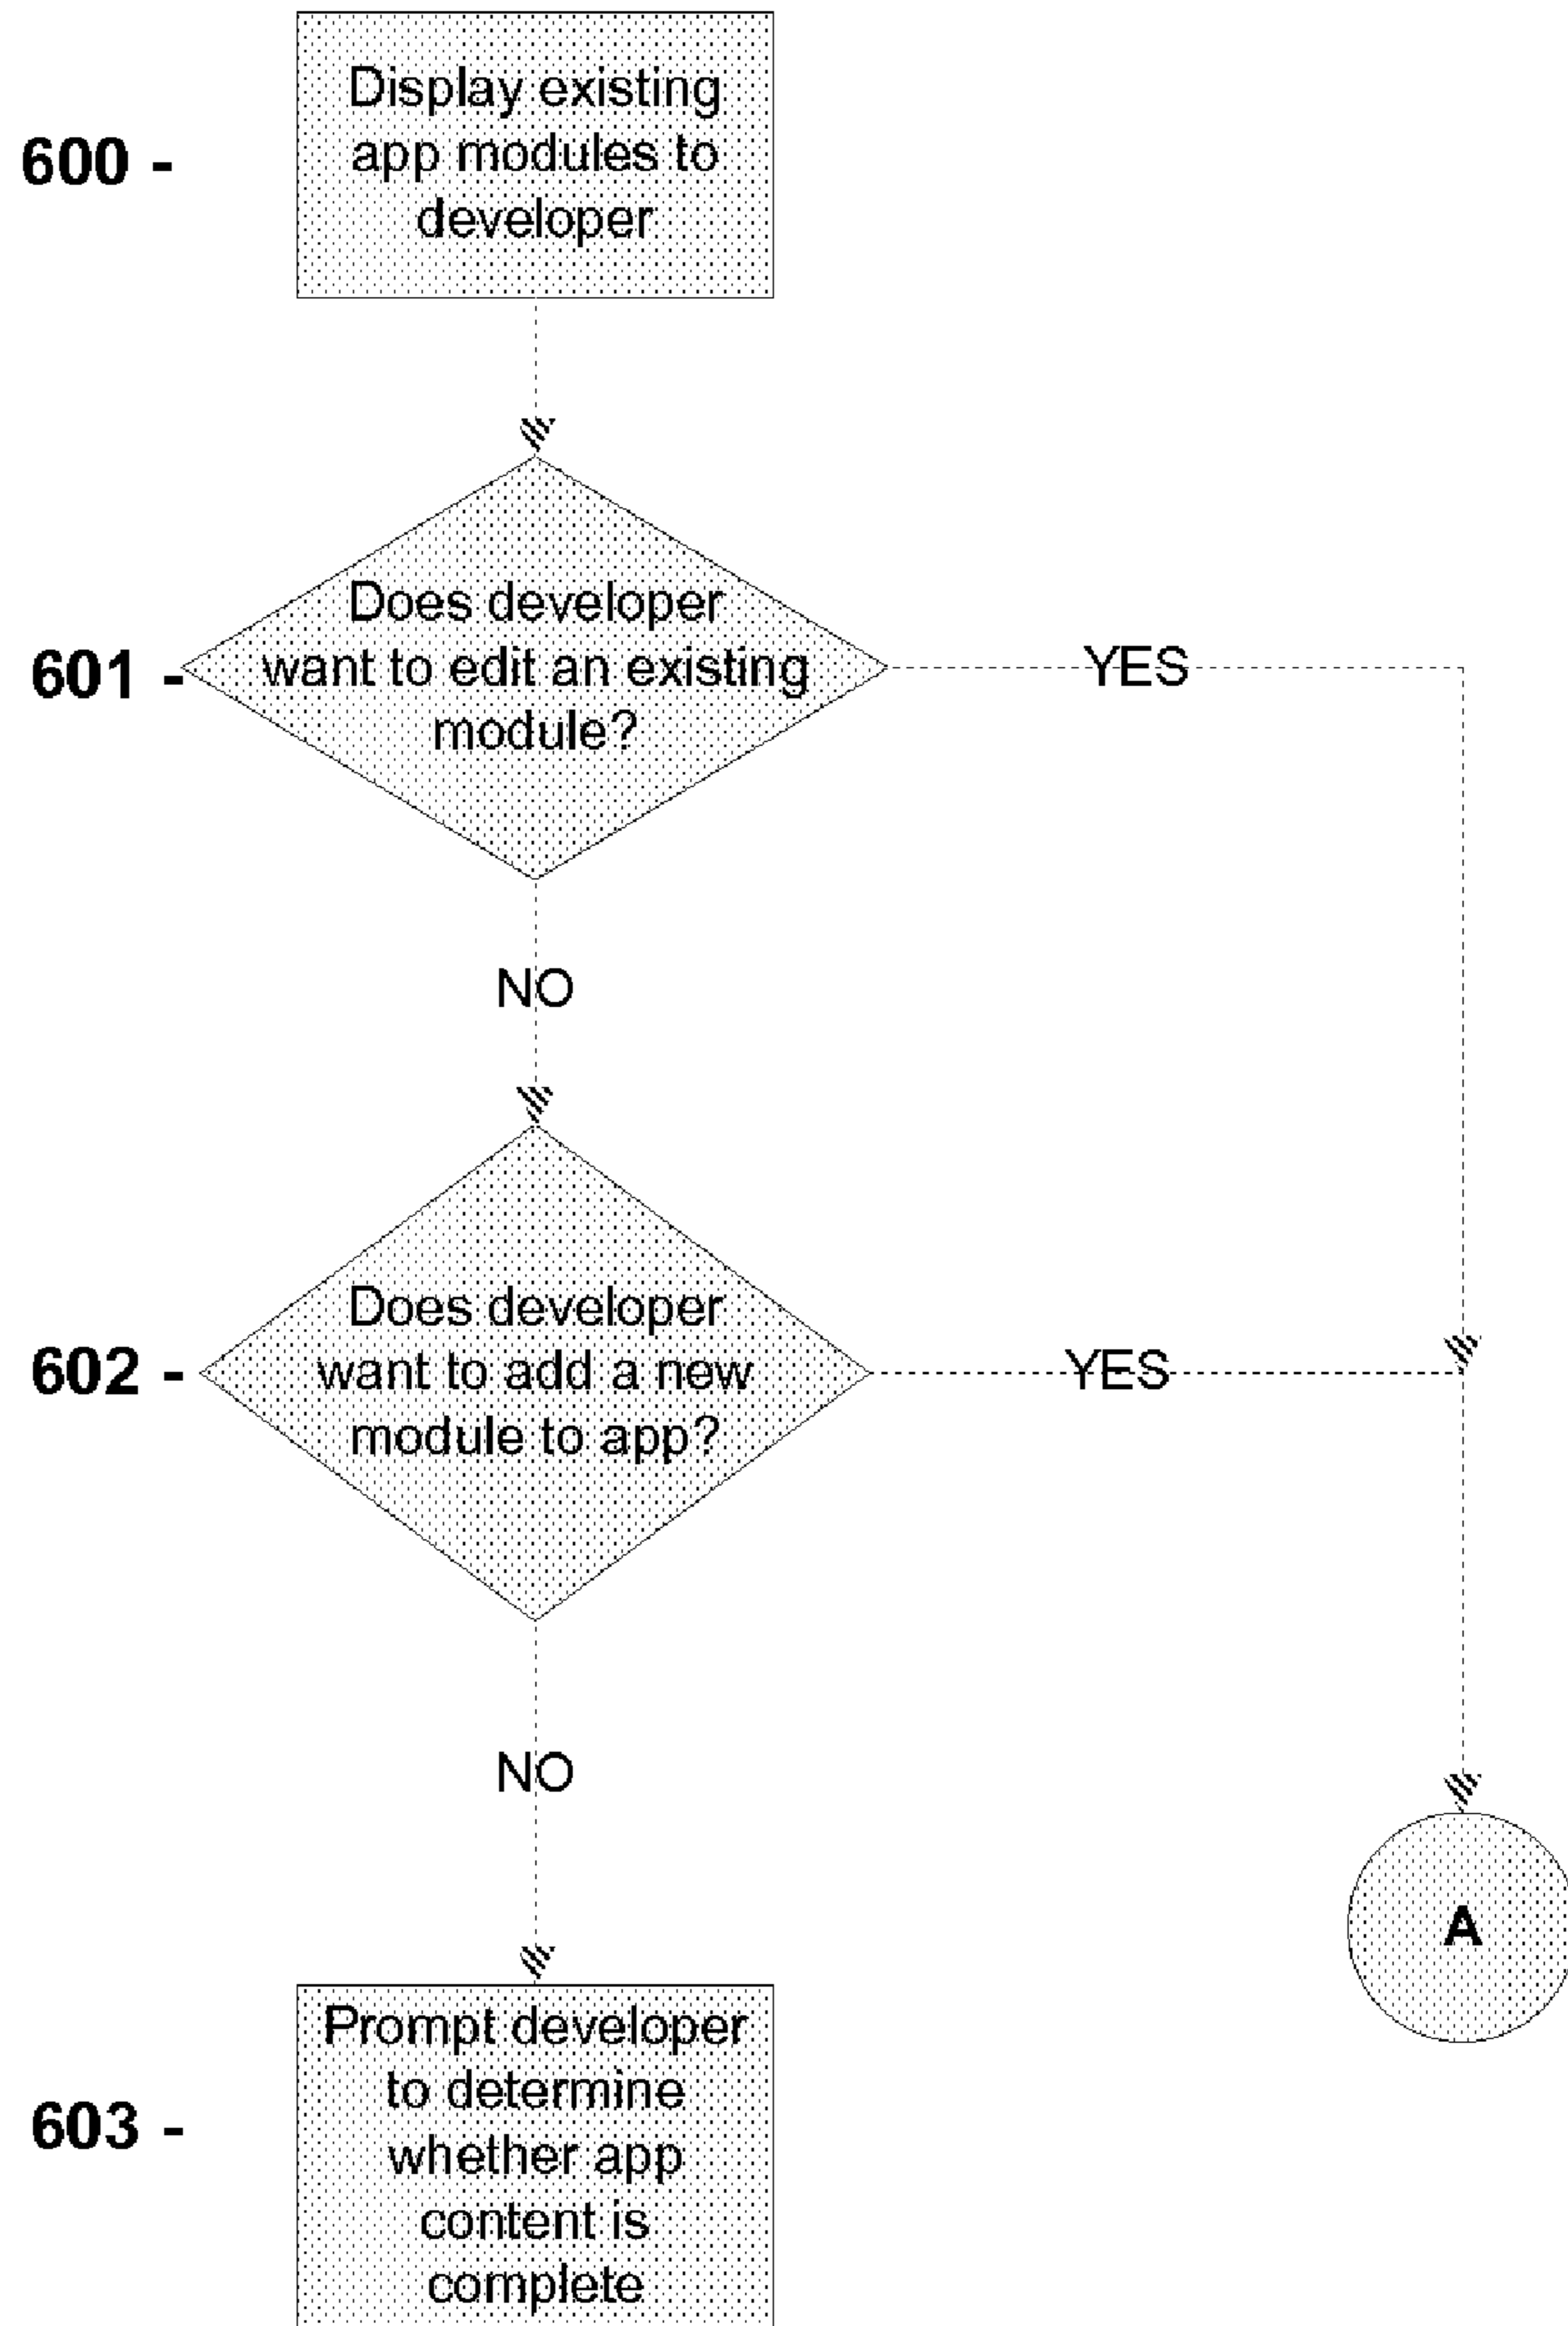 600 -
Display existing
app modules to
developer
601 -
Does developer
want to edit an existing
module?
YES
NO
602 -
Does developer
want to add a new
module to app?
YES
NO
A
603 -
Prompt developer
to determine
whether app
content is
complete